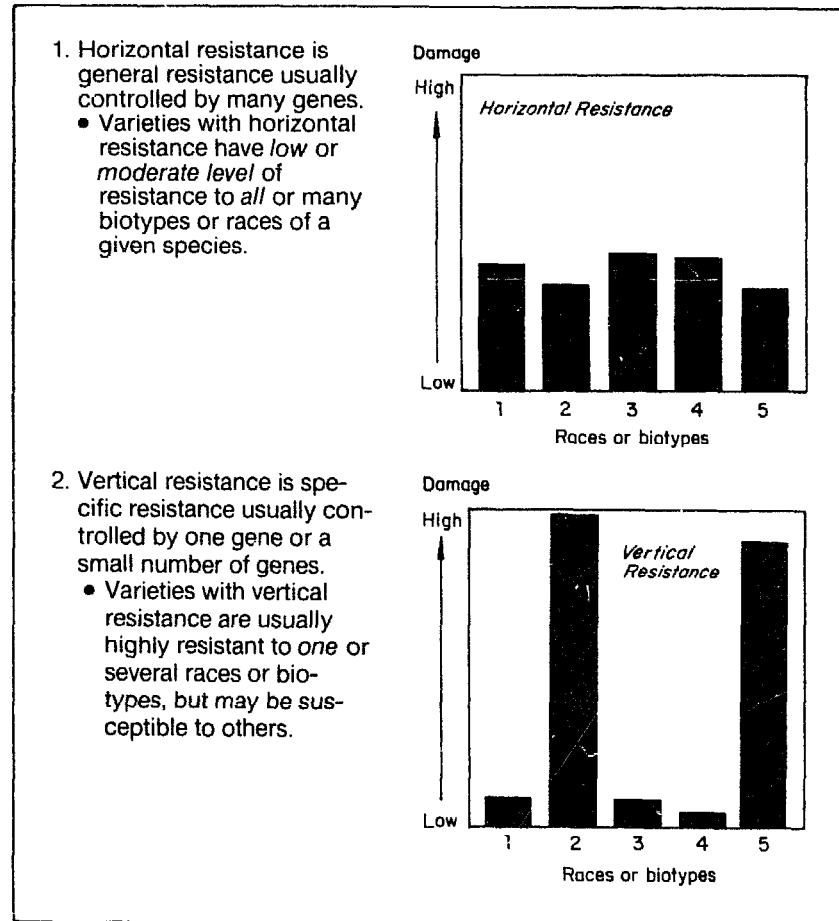 1. Horizontal resistance is
general resistance usually
controlled by many genes.
• Varieties with horizontal
resistance have low or
moderate level of
resistance to all or many
biotypes or races of a
given species.
Damage
High
Horizontal Resistance
Low
1 2 3 4 5
Races or biotypes
2. Vertical resistance is spe-
cific resistance usually con-
trolled by one gene or a
small number of genes.
• Varieties with vertical
resistance are usually
highly resistant to one or
several races or bio-
types, but may be sus-
ceptible to others.
Damage
High
Vertical
Resistance
Low
1 2 3 4 5
Races or biotypes